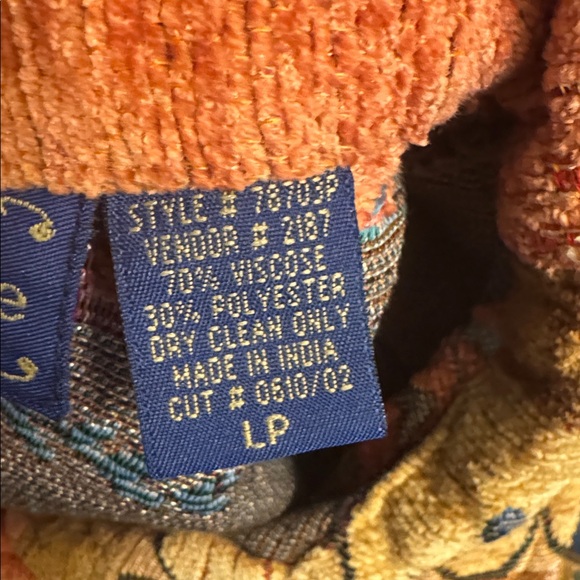 STYLE # 78703P
VENDOR # 2187
70% VISCOSE
30% POLYESTER
DRY CLEAN ONLY
MADE IN INDIA
CUT # 0610/02
LP